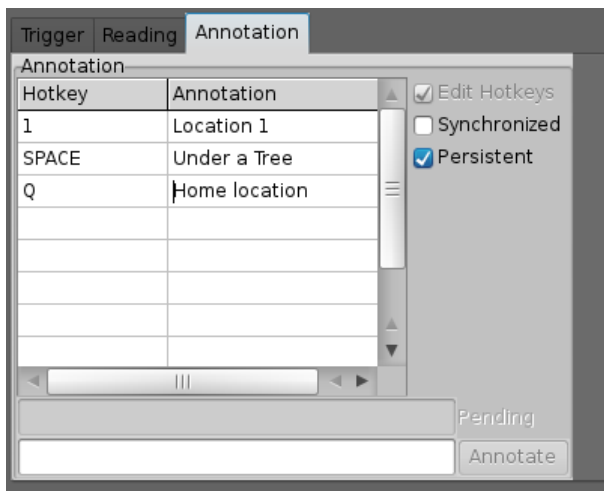 Trigger Reading Annotation
Annotation
Hotkey Annotation
1 Location 1
SPACE Under a Tree
Q Home location
Edit Hotkeys
Synchronized
Persistent
Pending
Annotate